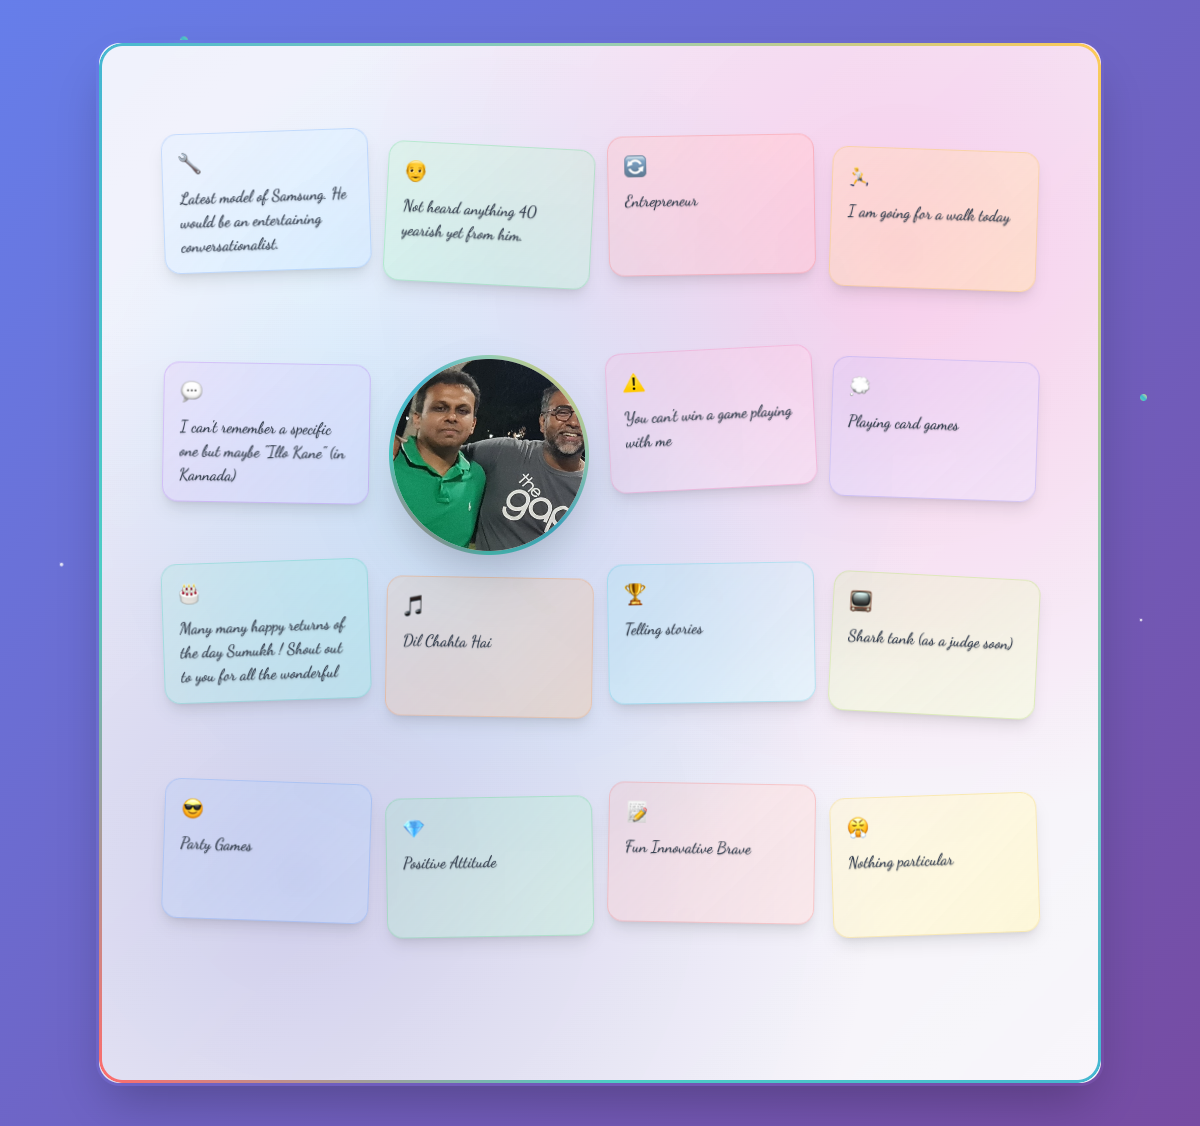 Latest model of Samsung. He
would be an entertaining
conversationalist.
Not heard anything 40
yearish yet from him.
Entrepreneur
I am going for a walk today
I can't remember a specific
one but maybe "Illo Kane" (in
Kannada)
the
gap
You can't win a game playing
with me
Playing card games
Many many happy returns of
the day Sumukh ! Shout out
to you for all the wonderful
Dil Chahta Hai
Telling stories
Shark tank (as a judge soon)
Party Games
Positive Attitude
Fun Innovative Brave
Nothing particular